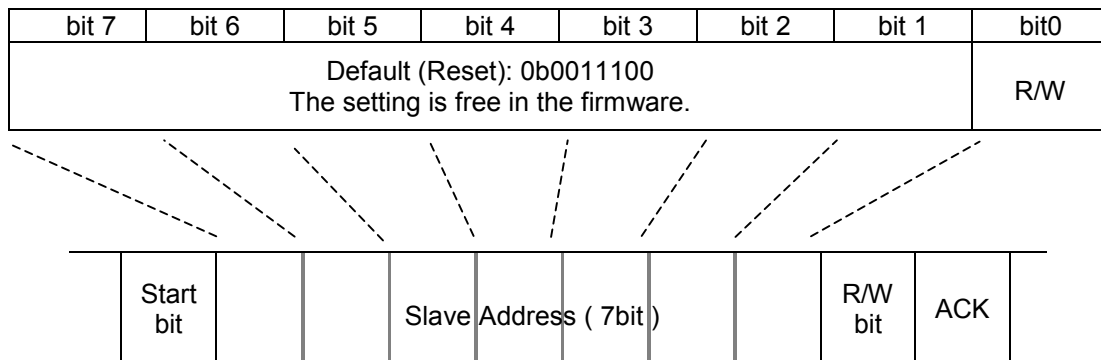 bit 7 bit 6 bit 5 bit 4 bit 3 bit 2 bit 1 bit0
Default (Reset): 0b0011100
The setting is free in the firmware.
R/W
Start
bit
Slave Address ( 7bit )
R/W
bit
ACK